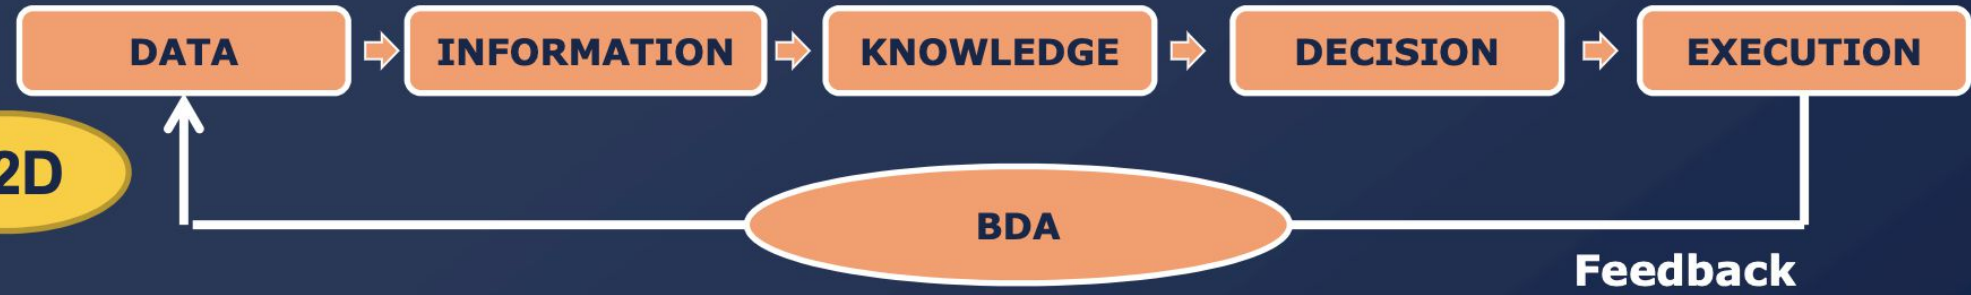 DATA
INFORMATION
KNOWLEDGE
DECISION
EXECUTION
2D
BDA
Feedback